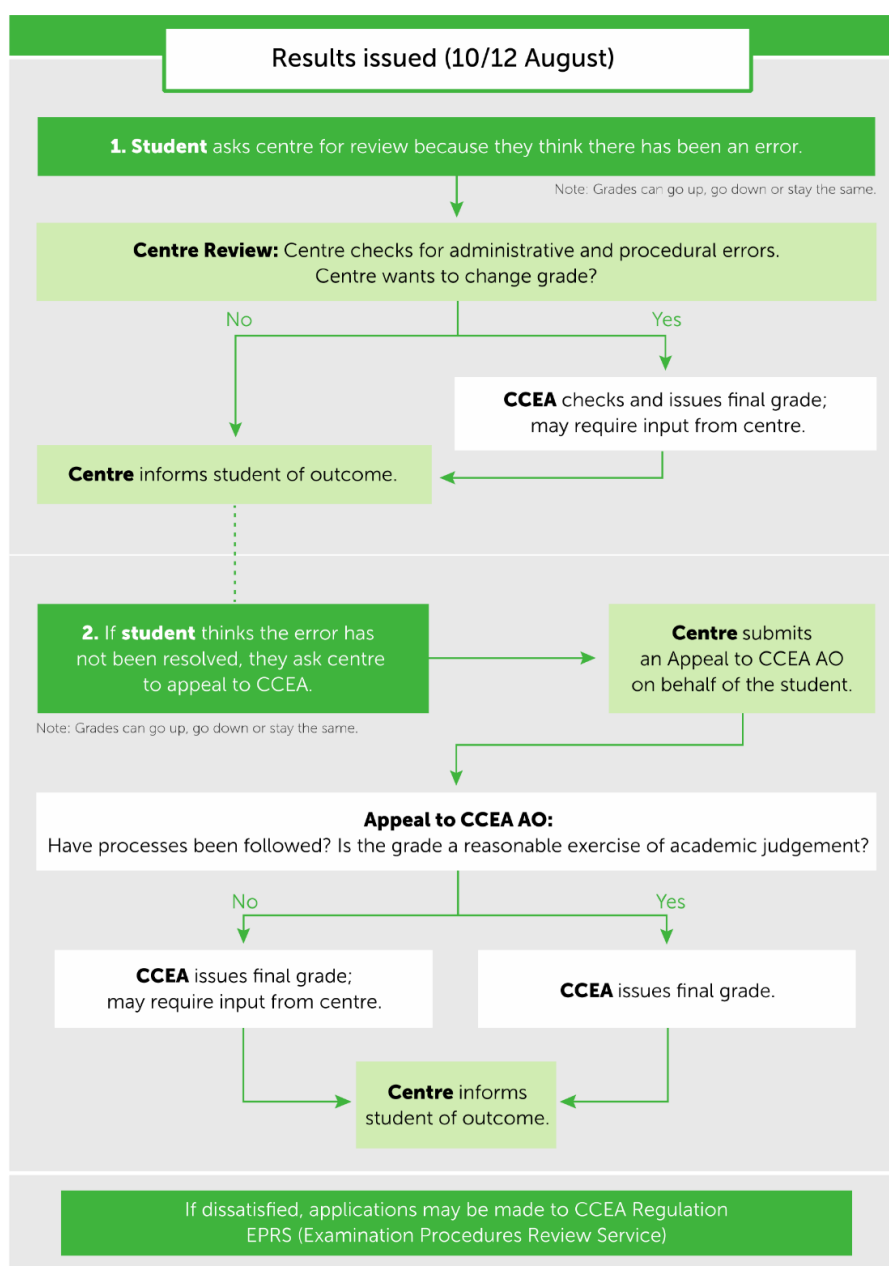 Results issued (10/12 August)
1. Student asks centre for review because they think there has been an error.
Note: Grades can go up, go down or stay the same.
Centre Review: Centre checks for administrative and procedural errors.
Centre wants to change grade?
No
Yes
CCEA checks and issues final grade;
may require input from centre.
Centre informs student of outcome.
2. If student thinks the error has
not been resolved, they ask centre
to appeal to CCEA.
Centre submits
an Appeal to CCEA AO
on behalf of the student.
Note: Grades can go up, go down or stay the same.
Appeal to CCEA AO:
Have processes been followed? Is the grade a reasonable exercise of academic judgement?
No
Yes
CCEA issues final grade;
may require input from centre.
CCEA issues final grade.
Centre informs
student of outcome.
If dissatisfied, applications may be made to CCEA Regulation
EPRS (Examination Procedures Review Service)